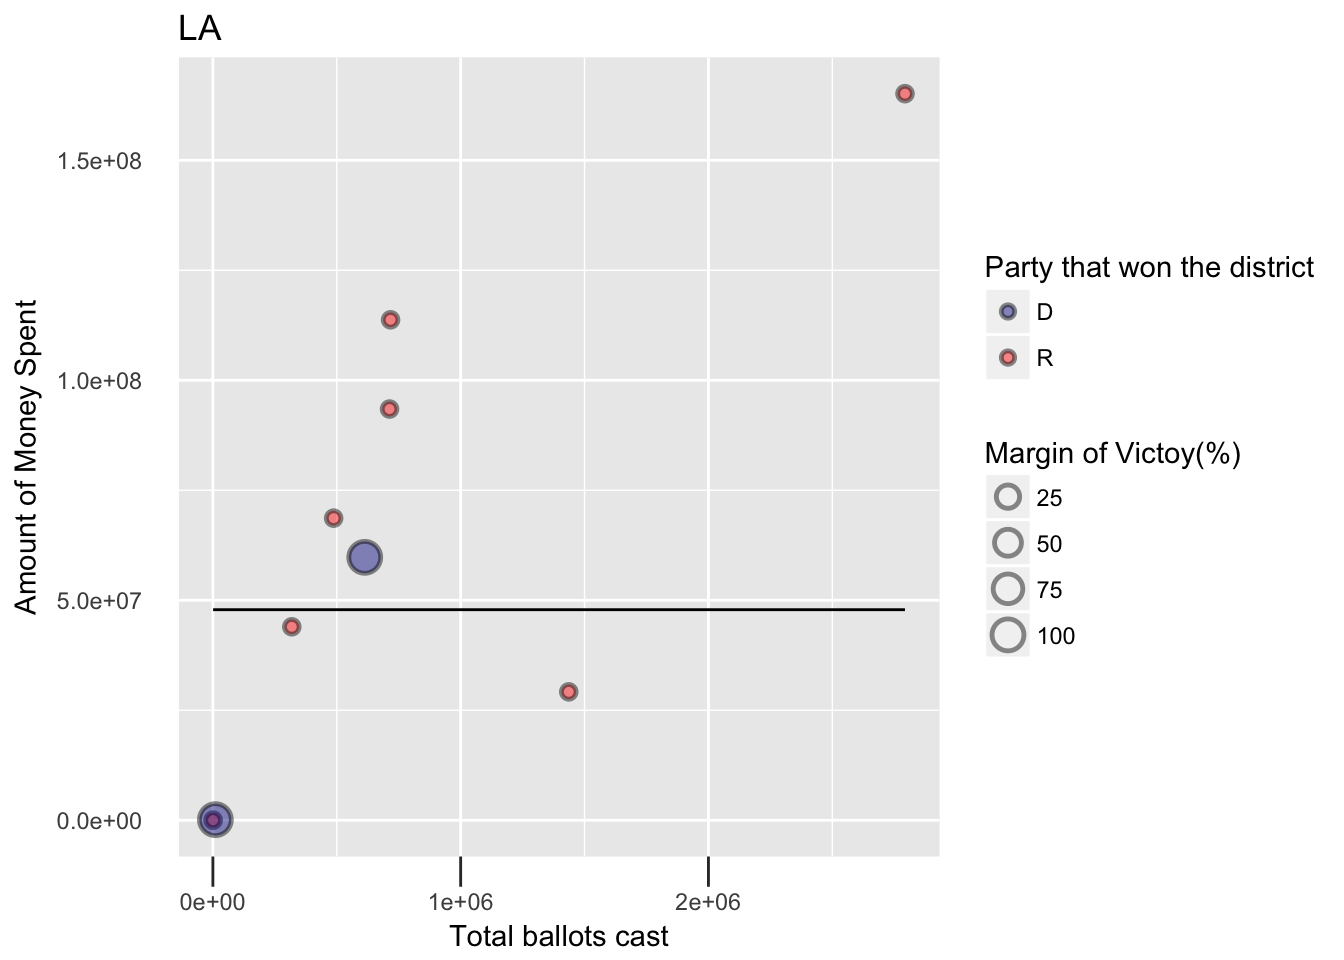 LA
Amount of Money Spent
1.5e+08
1.0e+08
5.0e+07
0.0e+00
0e+00
1e+06
2e+06
Total ballots cast
Party that won the district
D
R
Margin of Victoy(%)
25
50
75
100